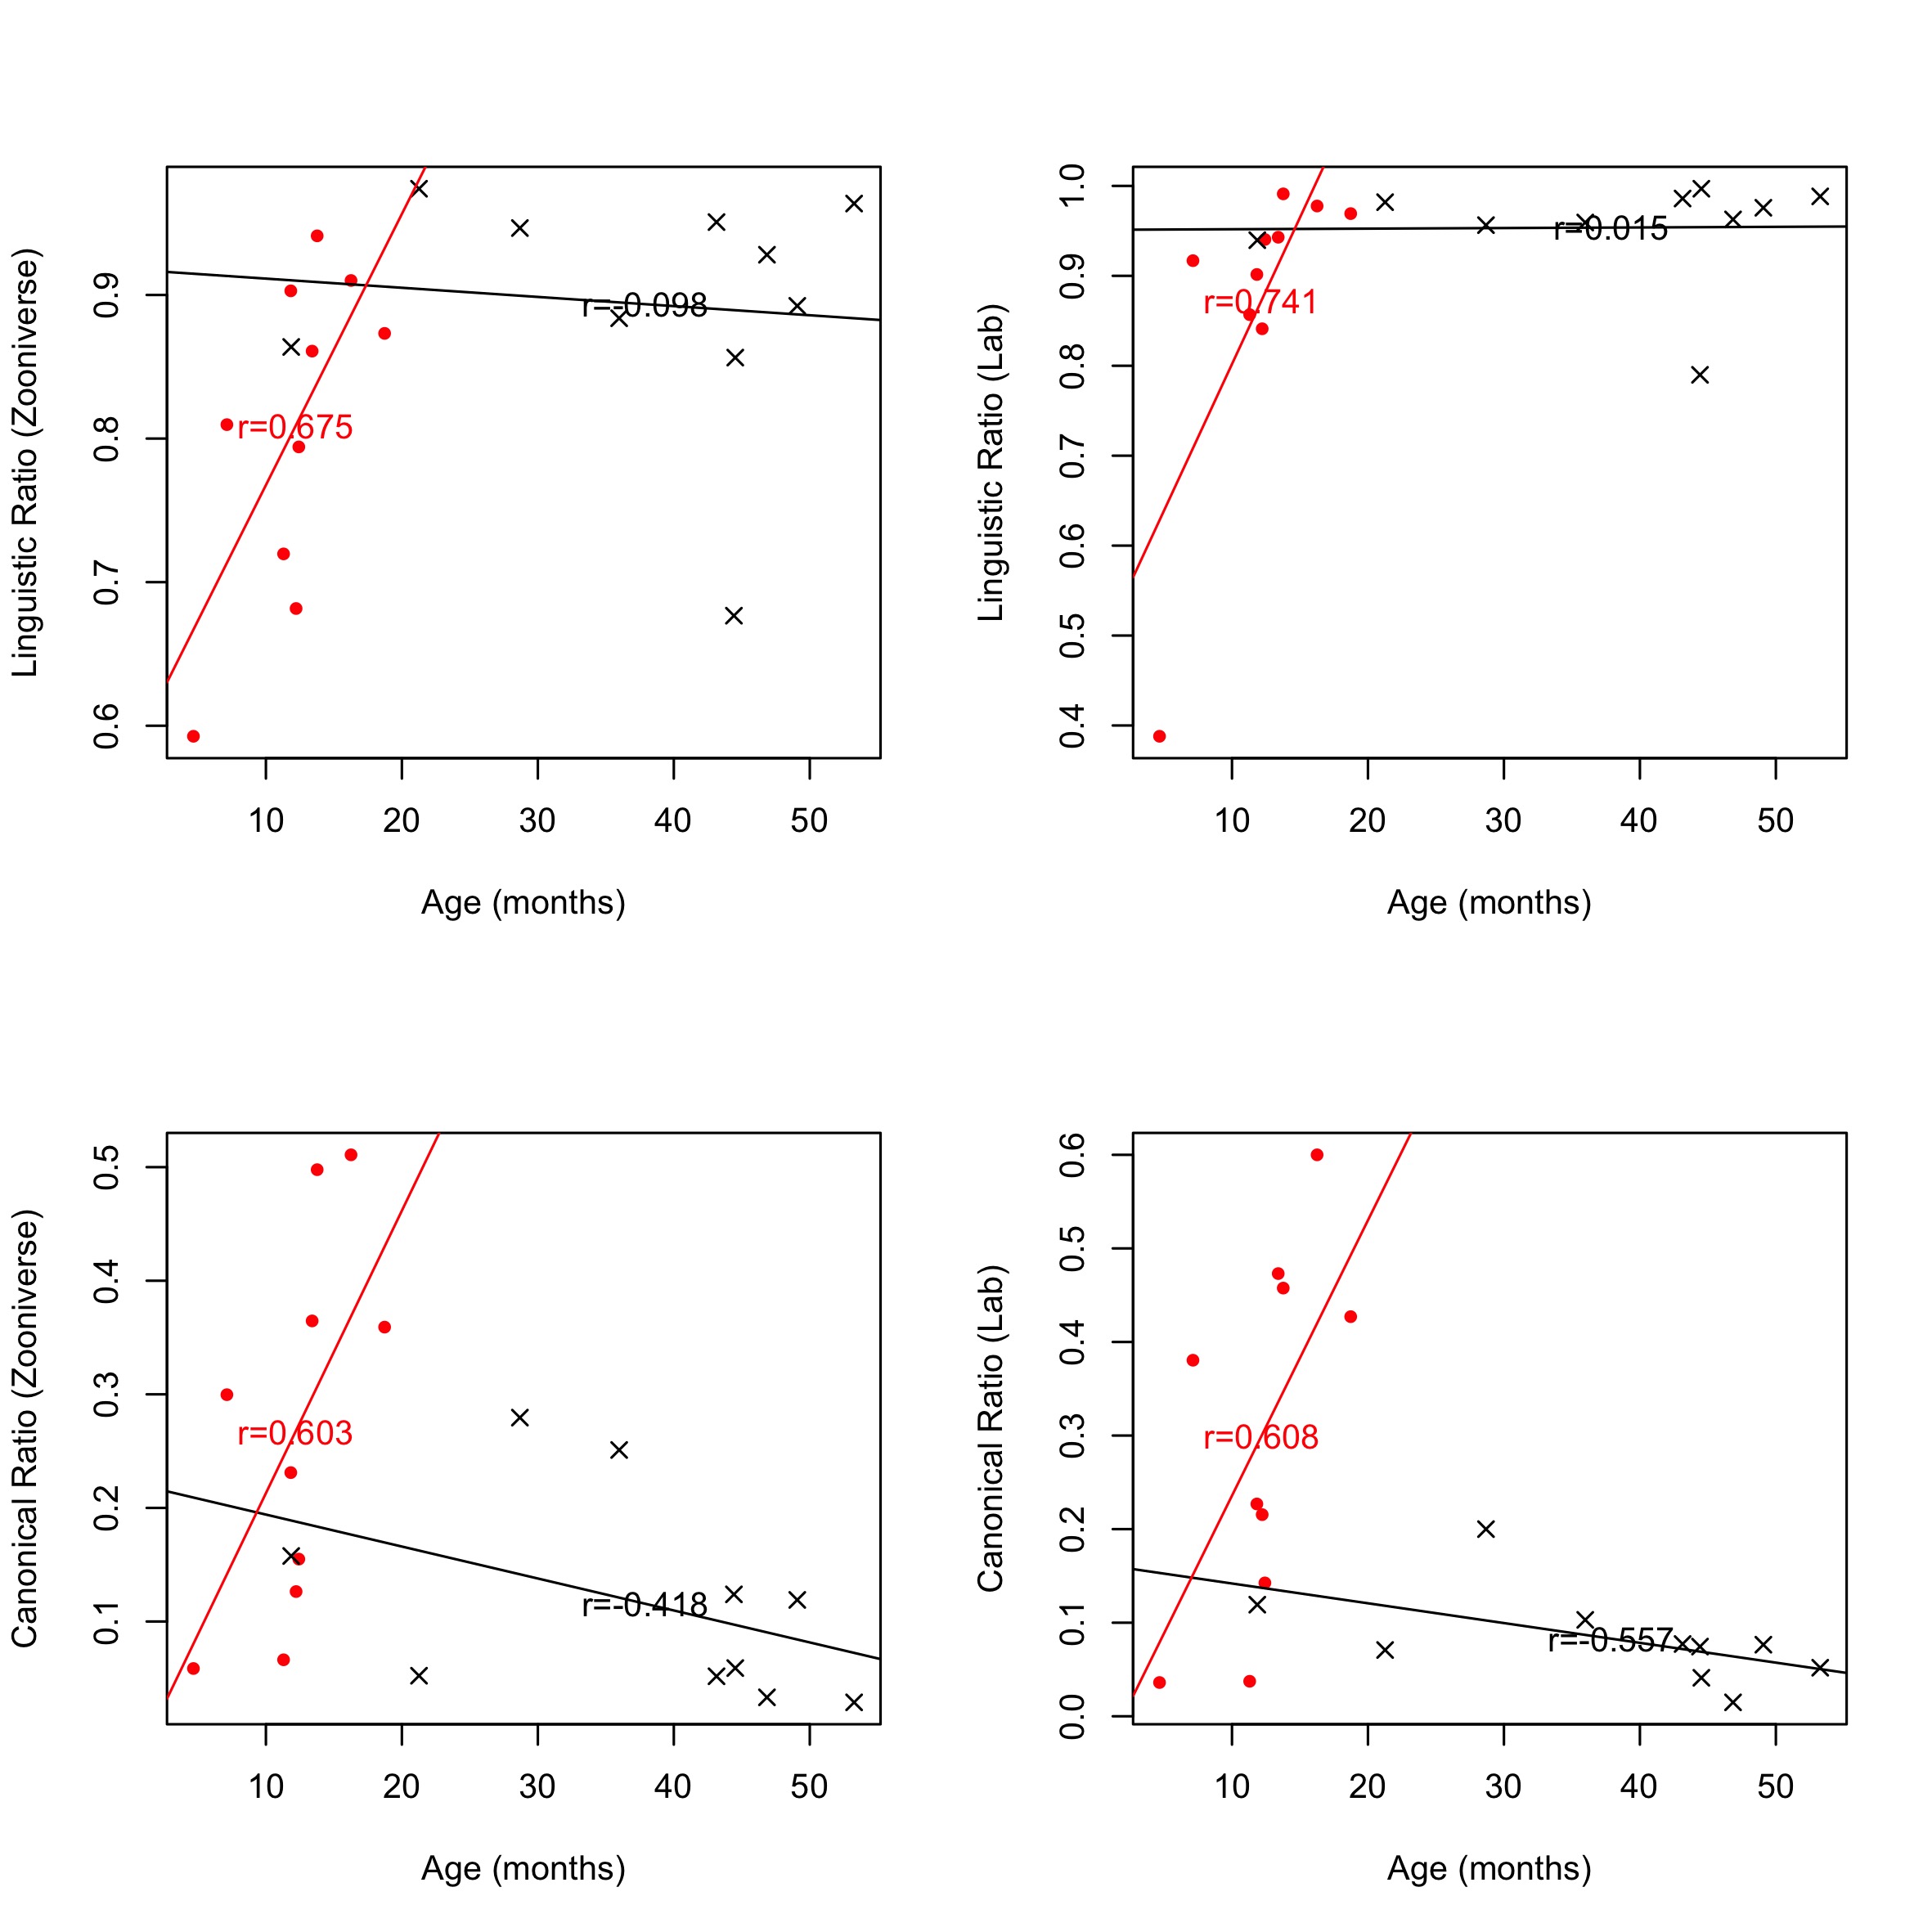 Linguistic Ratio (Zooniverse)
0.6 0.7 0.8 0.9
r=-0.098
r=0.675
10 20 30 40 50
Age (months)
Linguistic Ratio (Lab)
0.4 0.5 0.6 0.7 0.8 0.9 1.0
r=0.015
r=0.741
10 20 30 40 50
Age (months)
Canonical Ratio (Zooniverse)
0.1 0.2 0.3 0.4 0.5
r=0.603
r=-0.418
10 20 30 40 50
Age (months)
Canonical Ratio (Lab)
0.0 0.1 0.2 0.3 0.4 0.5 0.6
r=0.608
r=-0.557
10 20 30 40 50
Age (months)